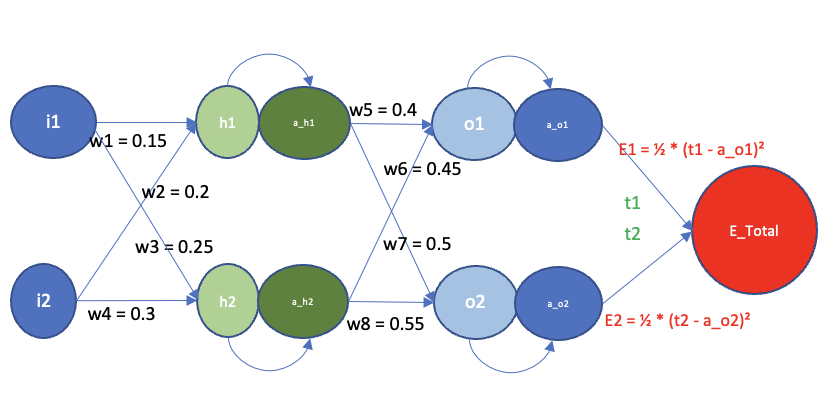 i1
h1
a_h1
w5 = 0.4
o1
a_o1
w1 = 0.15
E1 = ½ * (t1 - a_o1)²
w6 = 0.45
w2 = 0.2
t1
t2
E_Total
w3 = 0.25
w7 = 0.5
i2
h2
a_h2
o2
a_o2
w4 = 0.3
w8 = 0.55
E2 = ½ * (t2 - a_o2)²